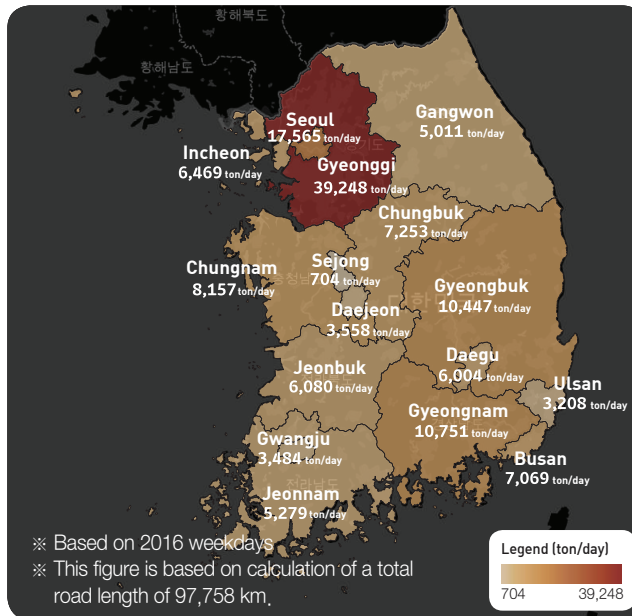 황해북도
황해남도
Seoul
17,565 ton/day
Gangwon
5,011 ton/day
Incheon
6,469 ton/day
Gyeonggi
39,248 ton/day
Chungbuk
7,253 ton/day
Sejong
704 ton/day
Chungnam
8,157 ton/day
Gyeongbuk
10,447 ton/day
Daejeon
3,558 ton/day
Jeonbuk
6,080 ton/day
Daegu
6,004 ton/day
Ulsan
3,208 ton/day
Gyeongnam
10,751 ton/day
Gwangju
3,484 ton/day
Busan
7,069 ton/day
전라남도
Jeonnam
5,279 ton/day
※ Based on 2016 weekdays
※ This figure is based on calculation of a total
road length of 97,758 km.
Legend (ton/day)
704 39,248